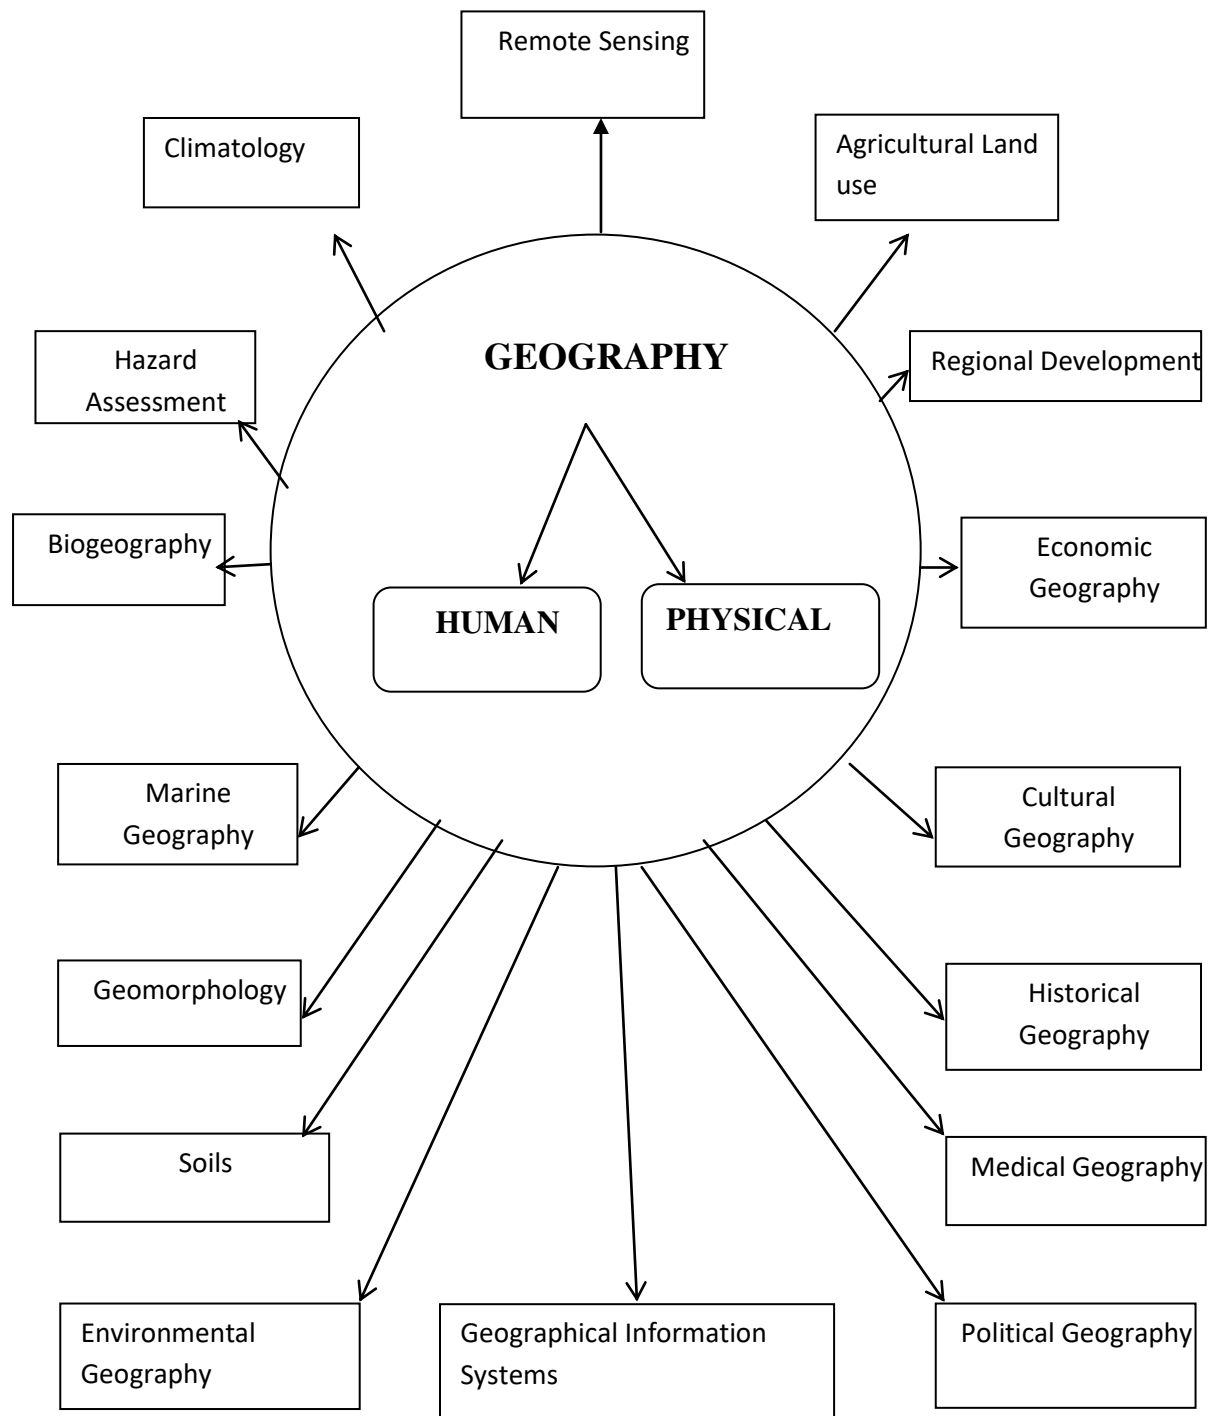 Remote Sensing
Climatology
Agricultural Land
use
GEOGRAPHY
Hazard
Assessment
Regional Development
Biogeography
Economic
Geography
HUMAN
PHYSICAL
Marine
Geography
Cultural
Geography
Geomorphology
Historical
Geography
Soils
Medical Geography
Environmental
Geography
Geographical Information
Systems
Political Geography